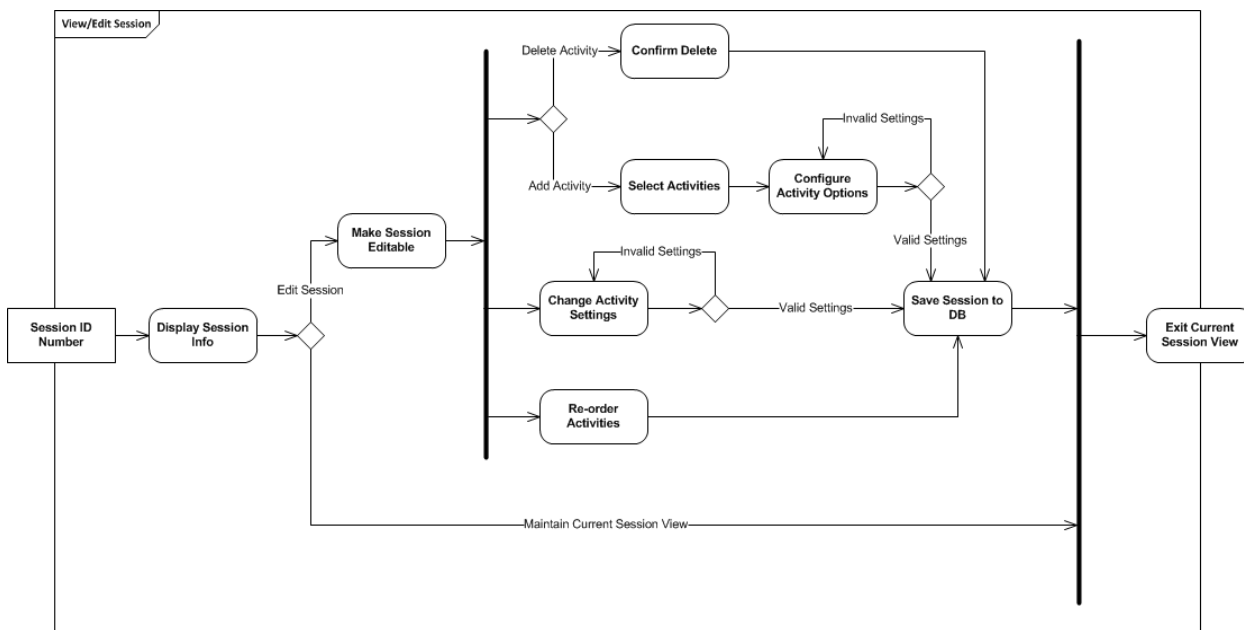 View/Edit Session
Delete Activity
Confirm Delete
Invalid Settings
Add Activity
Select Activities
Configure
Activity Options
Make Session
Editable
Valid Settings
Invalid Settings
Edit Session
Change Activity
Settings
Valid Settings
Save Session to
DB
Session ID
Number
Display Session
Info
Exit Current
Session View
Re-order
Activities
Maintain Current Session View